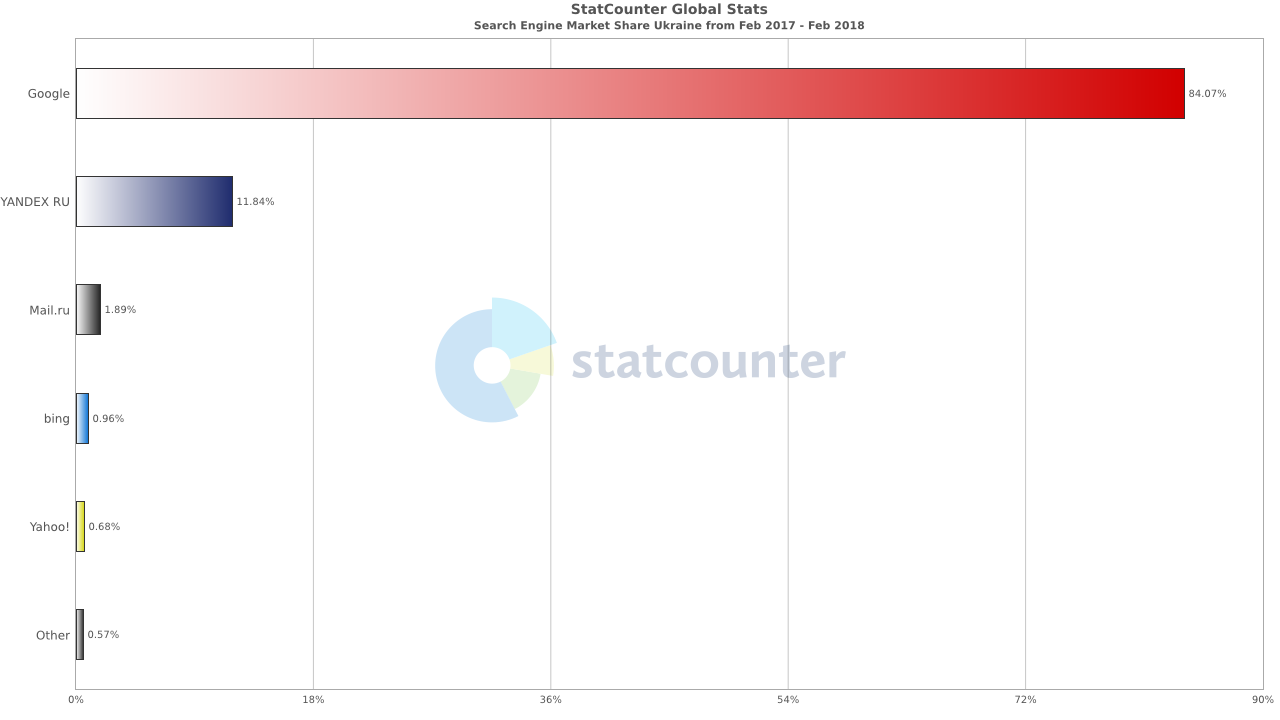 StatCounter Global Stats
Search Engine Market Share Ukraine from Feb 2017 - Feb 2018
Google 84.07%
YANDEX RU 11.84%
Mail.ru 1.89%
statcounter
bing 0.96%
Yahoo! 0.68%
Other 0.57%
0% 18% 36% 54% 72% 90%